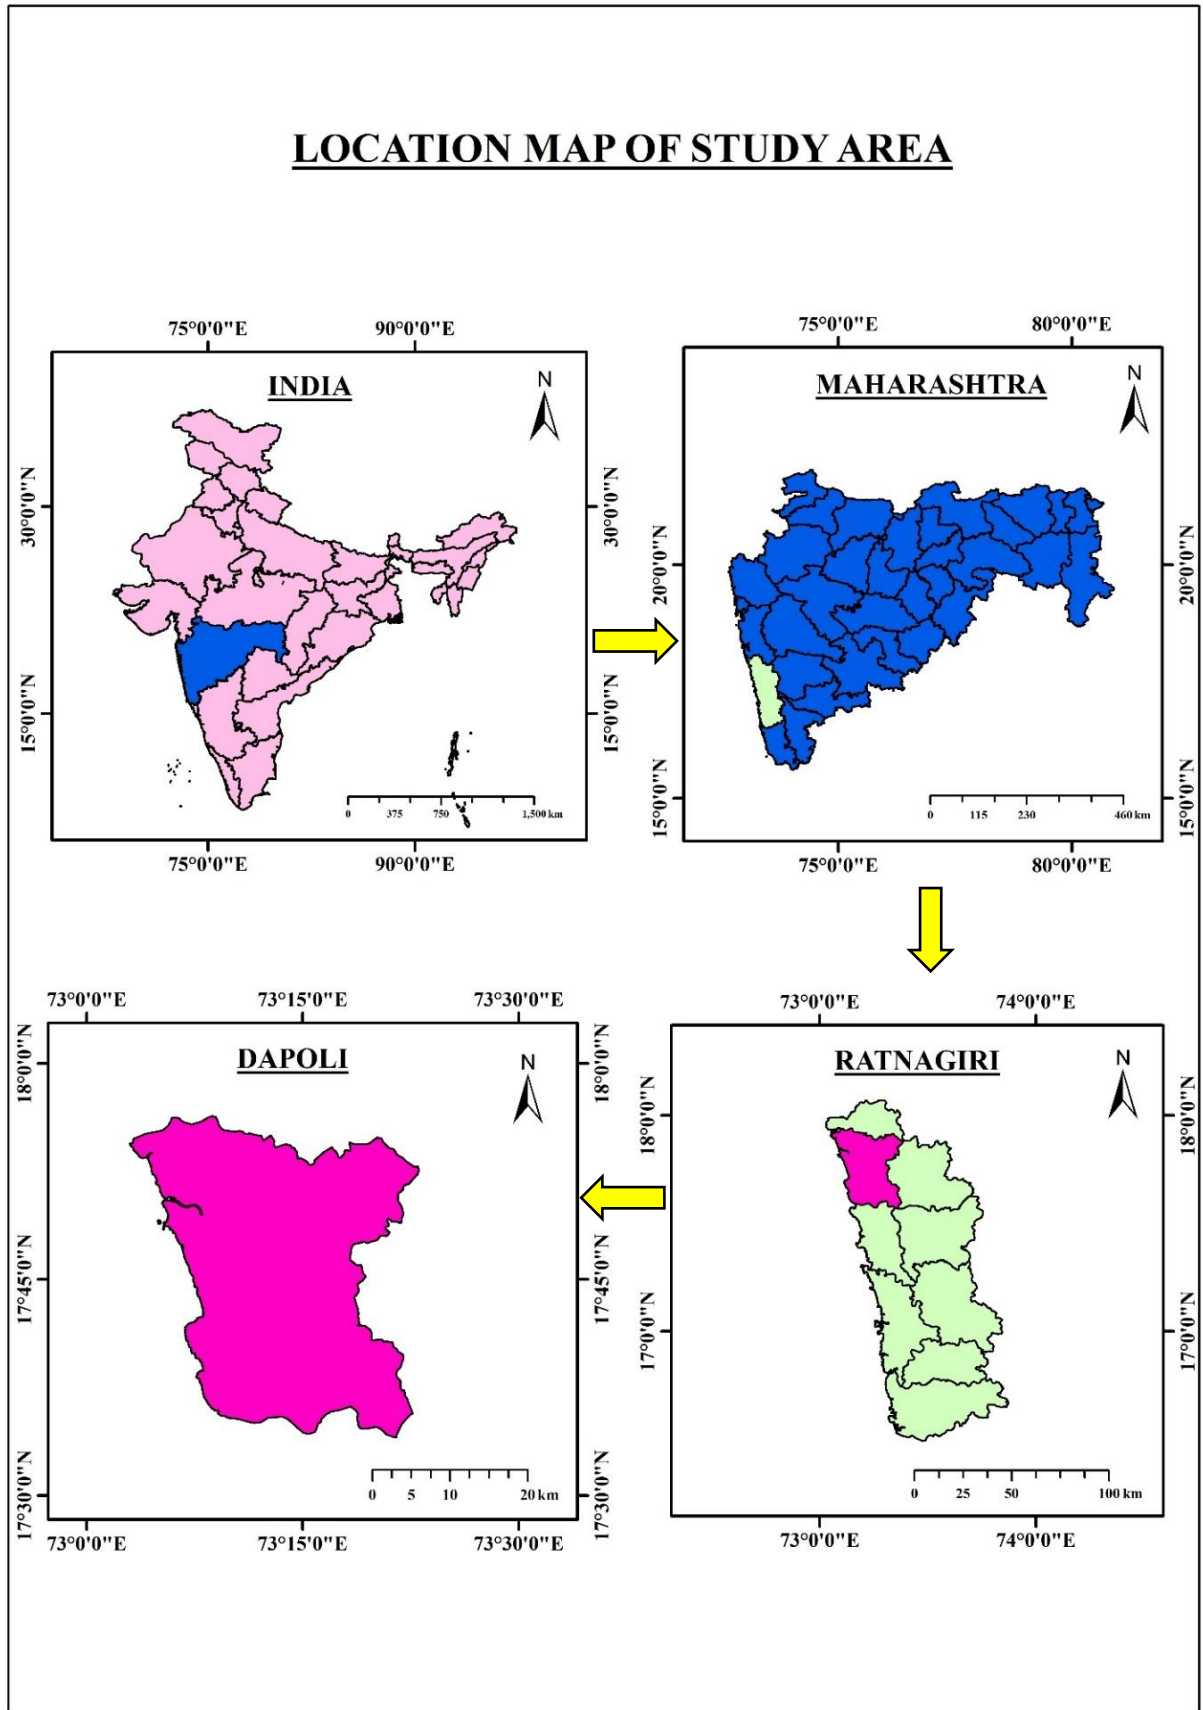 LOCATION MAP OF STUDY AREA
75°0'0"E 90°0'0"E
INDIA
N
30°0'0"N 30°0'0"N
15°0'0"N 15°0'0"N
0 375 750 1,500 km
75°0'0"E 90°0'0"E
75°0'0"E 80°0'0"E
MAHARASHTRA
N
20°0'0"N 20°0'0"N
15°0'0"N 15°0'0"N
0 115 230 460 km
75°0'0"E 80°0'0"E
73°0'0"E 73°15'0"E 73°30'0"E
DAPOLI
N
18°0'0"N 18°0'0"N
17°45'0"N 17°45'0"N
17°30'0"N 17°30'0"N
0 5 10 20 km
73°0'0"E 73°15'0"E 73°30'0"E
73°0'0"E 74°0'0"E
RATNAGIRI
N
18°0'0"N 18°0'0"N
17°0'0"N 17°0'0"N
0 25 50 100 km
73°0'0"E 74°0'0"E